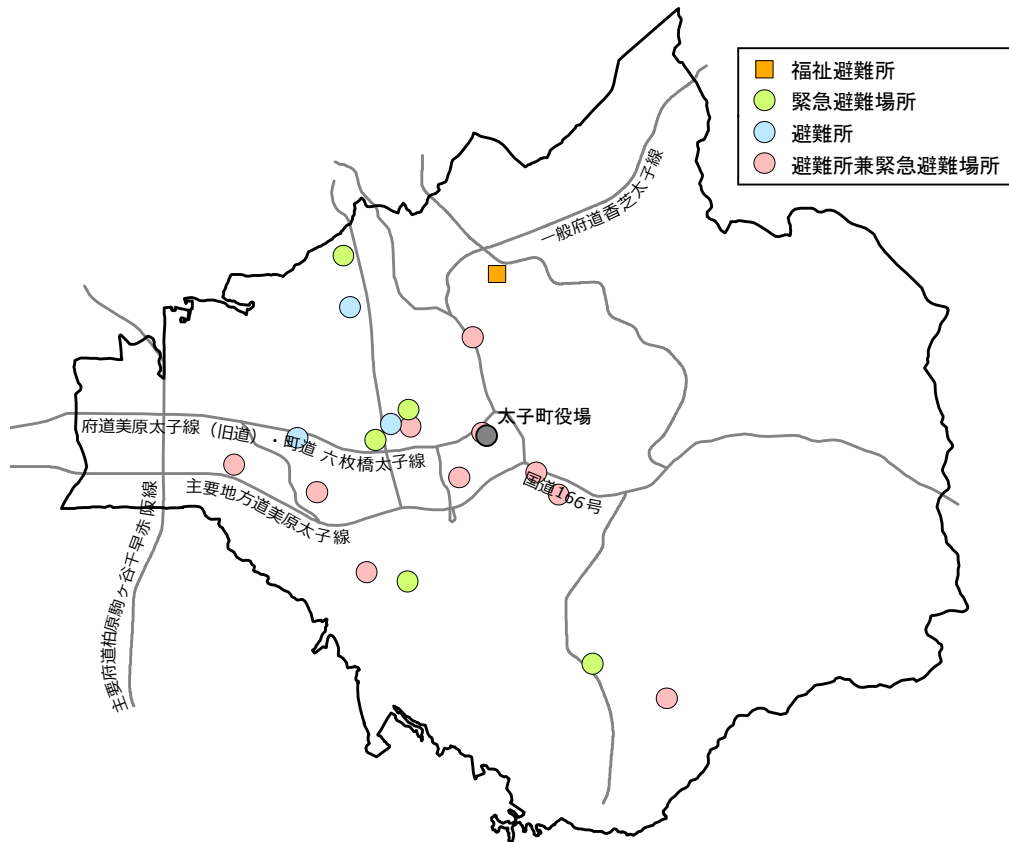 福祉避難所
緊急避難場所
避難所
避難所兼緊急避難場所
一般府道香芝太子線
太子町役場
府道美原太子線（旧道）・町道 六枚橋太子線
国道166号
主要地方道美原太子線
主要府道柏原駒ヶ谷千早赤阪線